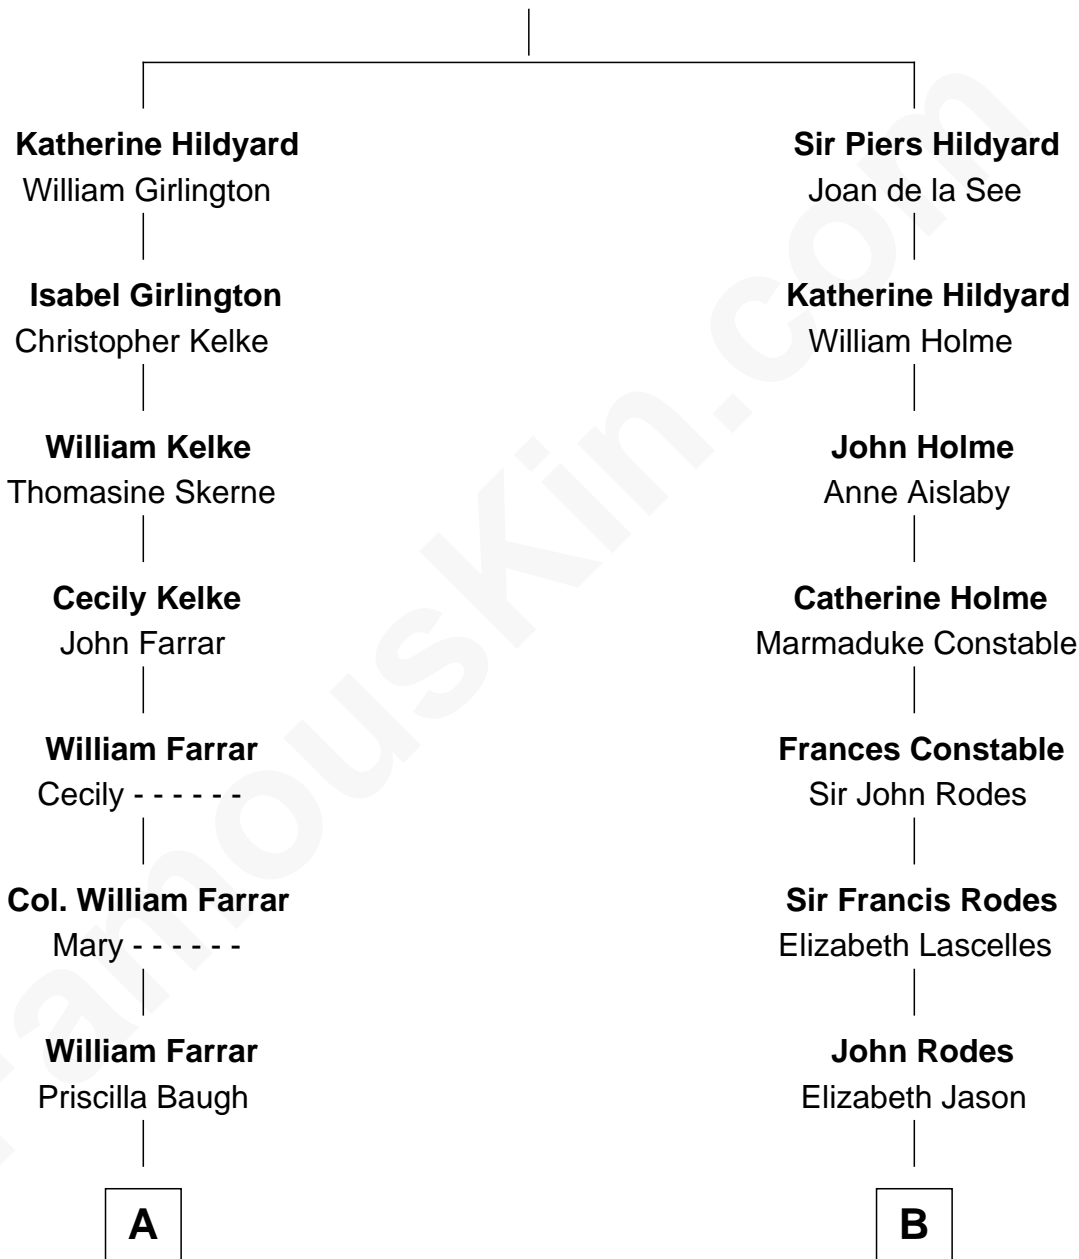 Katherine Hildyard
William Girlington
Isabel Girlington
Christopher Kelke
William Kelke
Thomasine Skerne
Cecily Kelke
John Farrar
William Farrar
Cecily - - - - - -
Col. William Farrar
Mary - - - - - -
William Farrar
Priscilla Baugh
A
Sir Piers Hildyard
Joan de la See
Katherine Hildyard
William Holme
John Holme
Anne Aislaby
Catherine Holme
Marmaduke Constable
Frances Constable
Sir John Rodes
Sir Francis Rodes
Elizabeth Lascelles
John Rodes
Elizabeth Jason
B
FamousKin.com